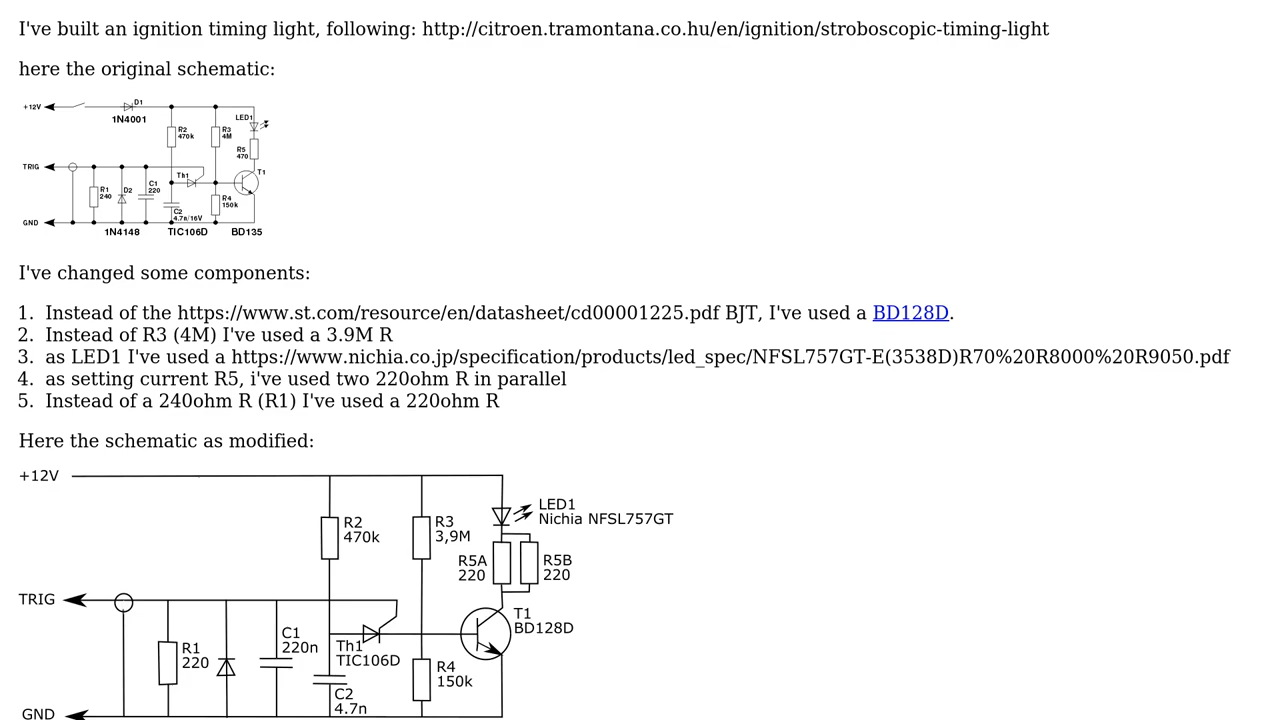 I've built an ignition timing light, following: http://citroen.tramontana.co.hu/en/ignition/stroboscopic-timing-light
here the original schematic:
+12V
D1
1N4001
LED1
R2
470k
R3
4M
R5
470
TRIG
Th1
T1
R1
240
D2
C1
220
C2
4.7n/16V
R4
150k
GND
1N4148
TIC106D
BD135
I've changed some components:
1. Instead of the https://www.st.com/resource/en/datasheet/cd00001225.pdf BJT, I've used a BD128D.
2. Instead of R3 (4M) I've used a 3.9M R
3. as LED1 I've used a https://www.nichia.co.jp/specification/products/led_spec/NFSL757GT-E(3538D)R70%20R8000%20R9050.pdf
4. as setting current R5, i've used two 220ohm R in parallel
5. Instead of a 240ohm R (R1) I've used a 220ohm R
Here the schematic as modified:
+12V
LED1
Nichia NFSL757GT
R2
470k
R3
3,9M
R5A
220
R5B
220
TRIG
T1
BD128D
C1
220n
R1
220
Th1
TIC106D
R4
150k
C2
4.7n
GND